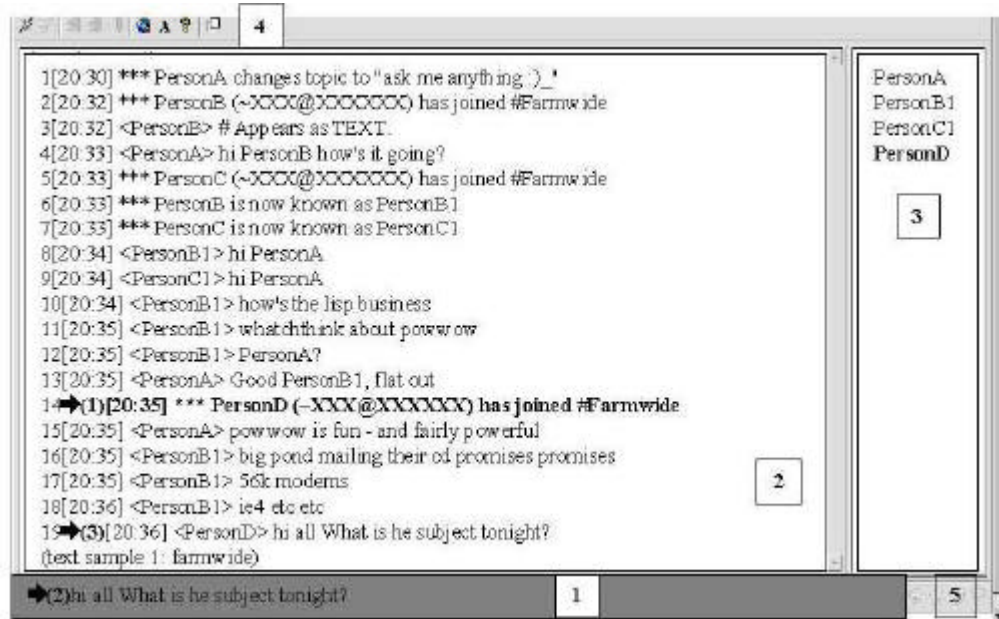 4
1[20:30] *** PersonA changes topic to "ask me anything :)_"
2[20:32] *** PersonB (~XXX@XXXXXXX) has joined #Farmwide
3[20:32] <PersonB> # Appears as TEXT.
4[20:33] <PersonA> hi PersonB how's it going?
5[20:33] *** PersonC (~XXXX@XXXXXXX) has joined #Farmwide
6[20:33] *** PersonB is now known as PersonB1
7[20:33] *** PersonC is now known as PersonC1
8[20:34] <PersonB1> hi PersonA
9[20:34] <PersonC1> hi PersonA
10[20:34] <PersonB1> how's the lisp business
11[20:35] <PersonB1> whatchthink about powwow
12[20:35] <PersonB1> PersonA?
13[20:35] <PersonA> Good PersonB1, flat out
14➡(1)[20:35] *** PersonD (~XXX@XXXXXX) has joined #Farmwide
15[20:35] <PersonA> powwow is fun - and fairly powerful
16[20:35] <PersonB1> big pond mailing their cd promises promises
17[20:35] <PersonB1> 56k modems
18[20:36] <PersonB1> ie4 etc etc
19➡(3)[20:36] <PersonD> hi all What is he subject tonight?
(text sample 1: farmwide)
2
PersonA
PersonB1
PersonC1
PersonD
3
➡(2)hi all What is he subject tonight?
1
5